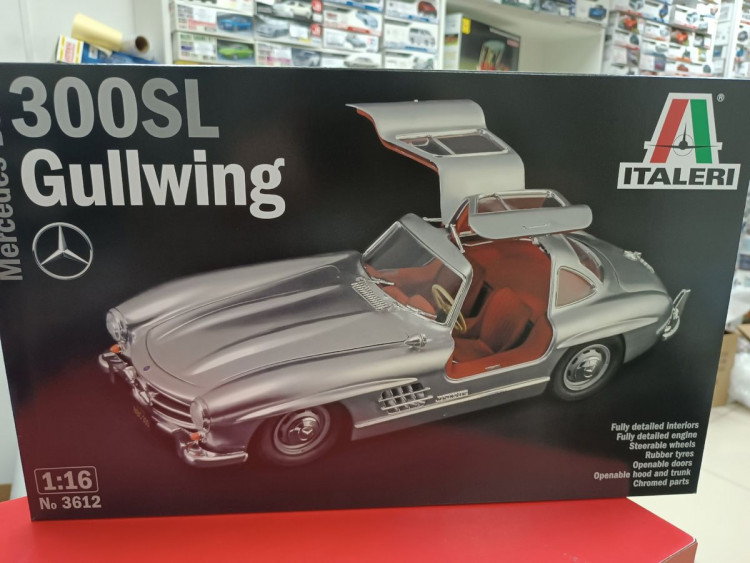 300SL
Gullwing
Mercedes
ITALERI
®
Fully detailed interiors
Fully detailed engine
Steerable wheels
Rubber tyres
Openable doors
Openable hood and trunk
Chromed parts
1:16
No 3612